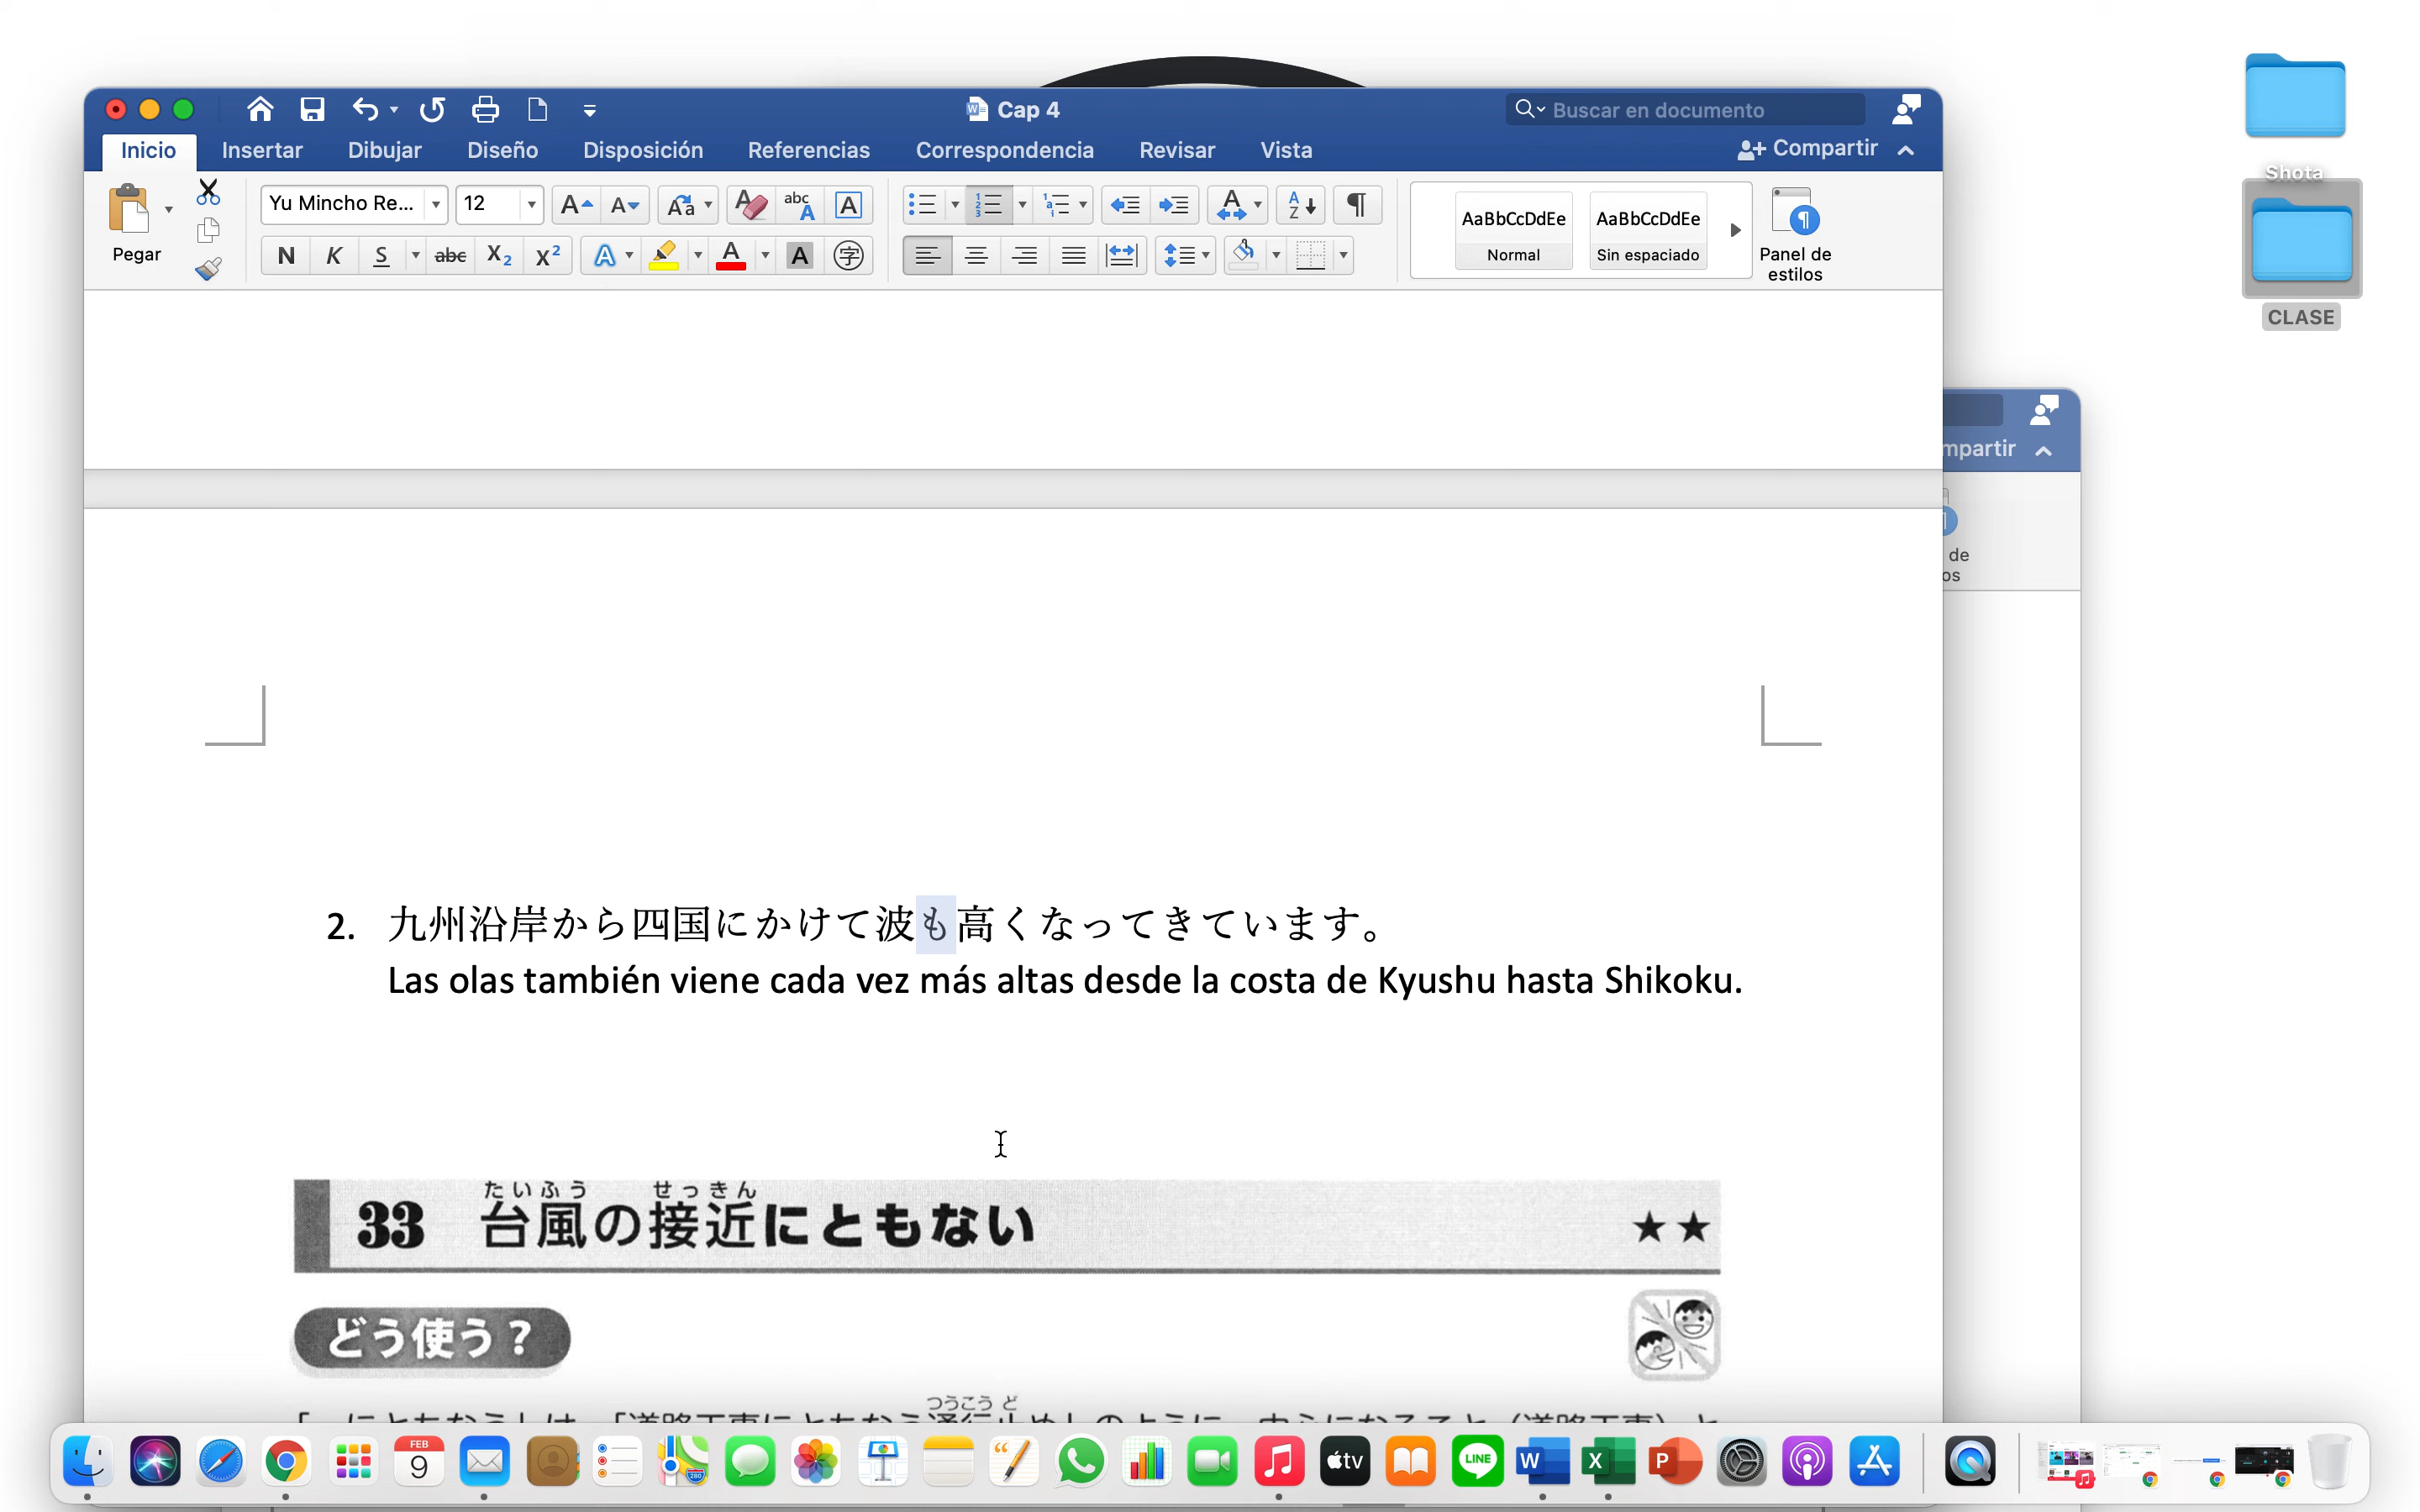 Cap 4
Buscar en documento
Inicio
Insertar
Dibujar
Diseño
Disposición
Referencias
Correspondencia
Revisar
Vista
Compartir
Pegar
Yu Mincho Re...
12
N K S abc X2 X2
AaBbCcDdEe
Normal
AaBbCcDdEe
Sin espaciado
Panel de
estilos
Shota
CLASE
mpartir
de
os
2. 九州沿岸から四国にかけて波も高くなってきています。
Las olas también viene cada vez más altas desde la costa de Kyushu hasta Shikoku.
たいふう せっきん
33 台風の接近にともない ★★
どう使う？
つうこう ど
FEB
9
280
tv
LINE
W
X
P